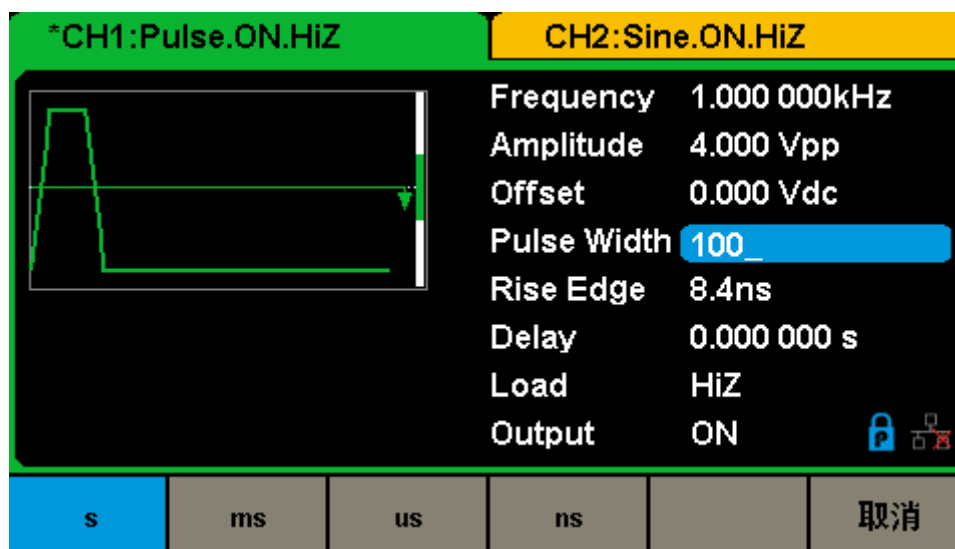 *CH1:Pulse.ON.HiZ CH2:Sine.ON.HiZ
Frequency 1.000 000kHz
Amplitude 4.000 Vpp
Offset 0.000 Vdc
Pulse Width 100_
Rise Edge 8.4ns
Delay 0.000 000 s
Load HiZ
Output ON
s ms us ns 取消